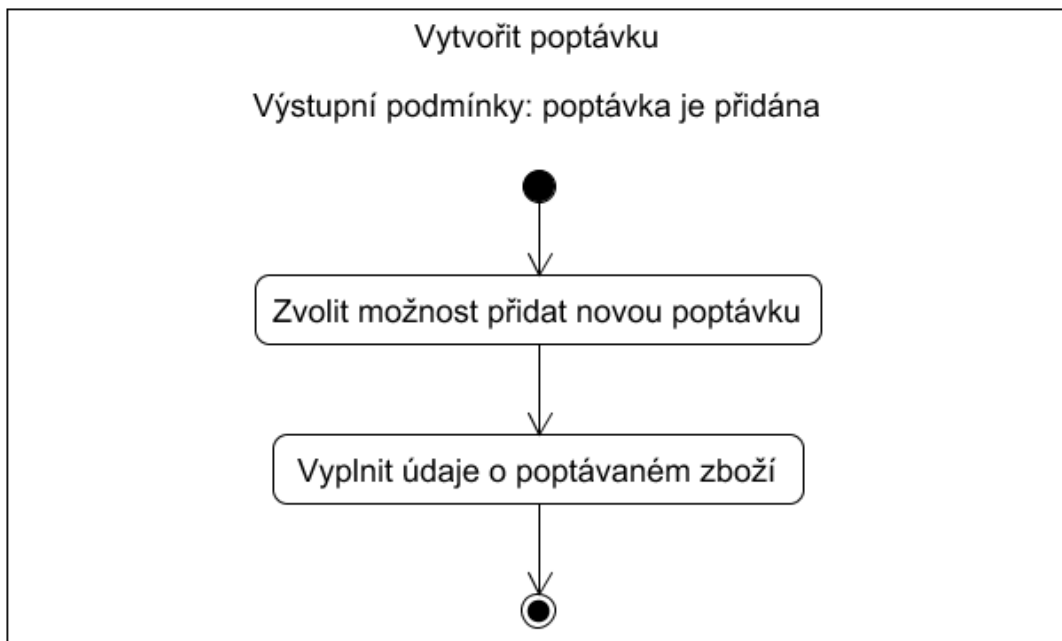 Vytvořit poptávku
Výstupní podmínky: poptávka je přidána
Zvolit možnost přidat novou poptávku
Vyplnit údaje o poptávaném zboží